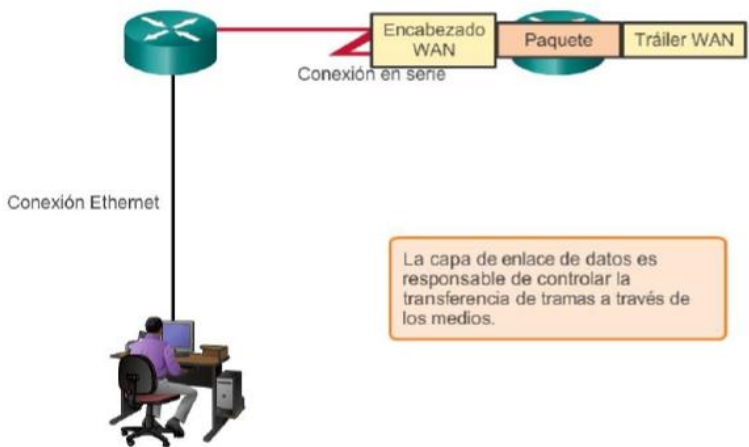 Encabezado
WAN
Paquete
Tráiler WAN
Conexión en serie
Conexión Ethernet
La capa de enlace de datos es
responsable de controlar la
transferencia de tramas a través de
los medios.